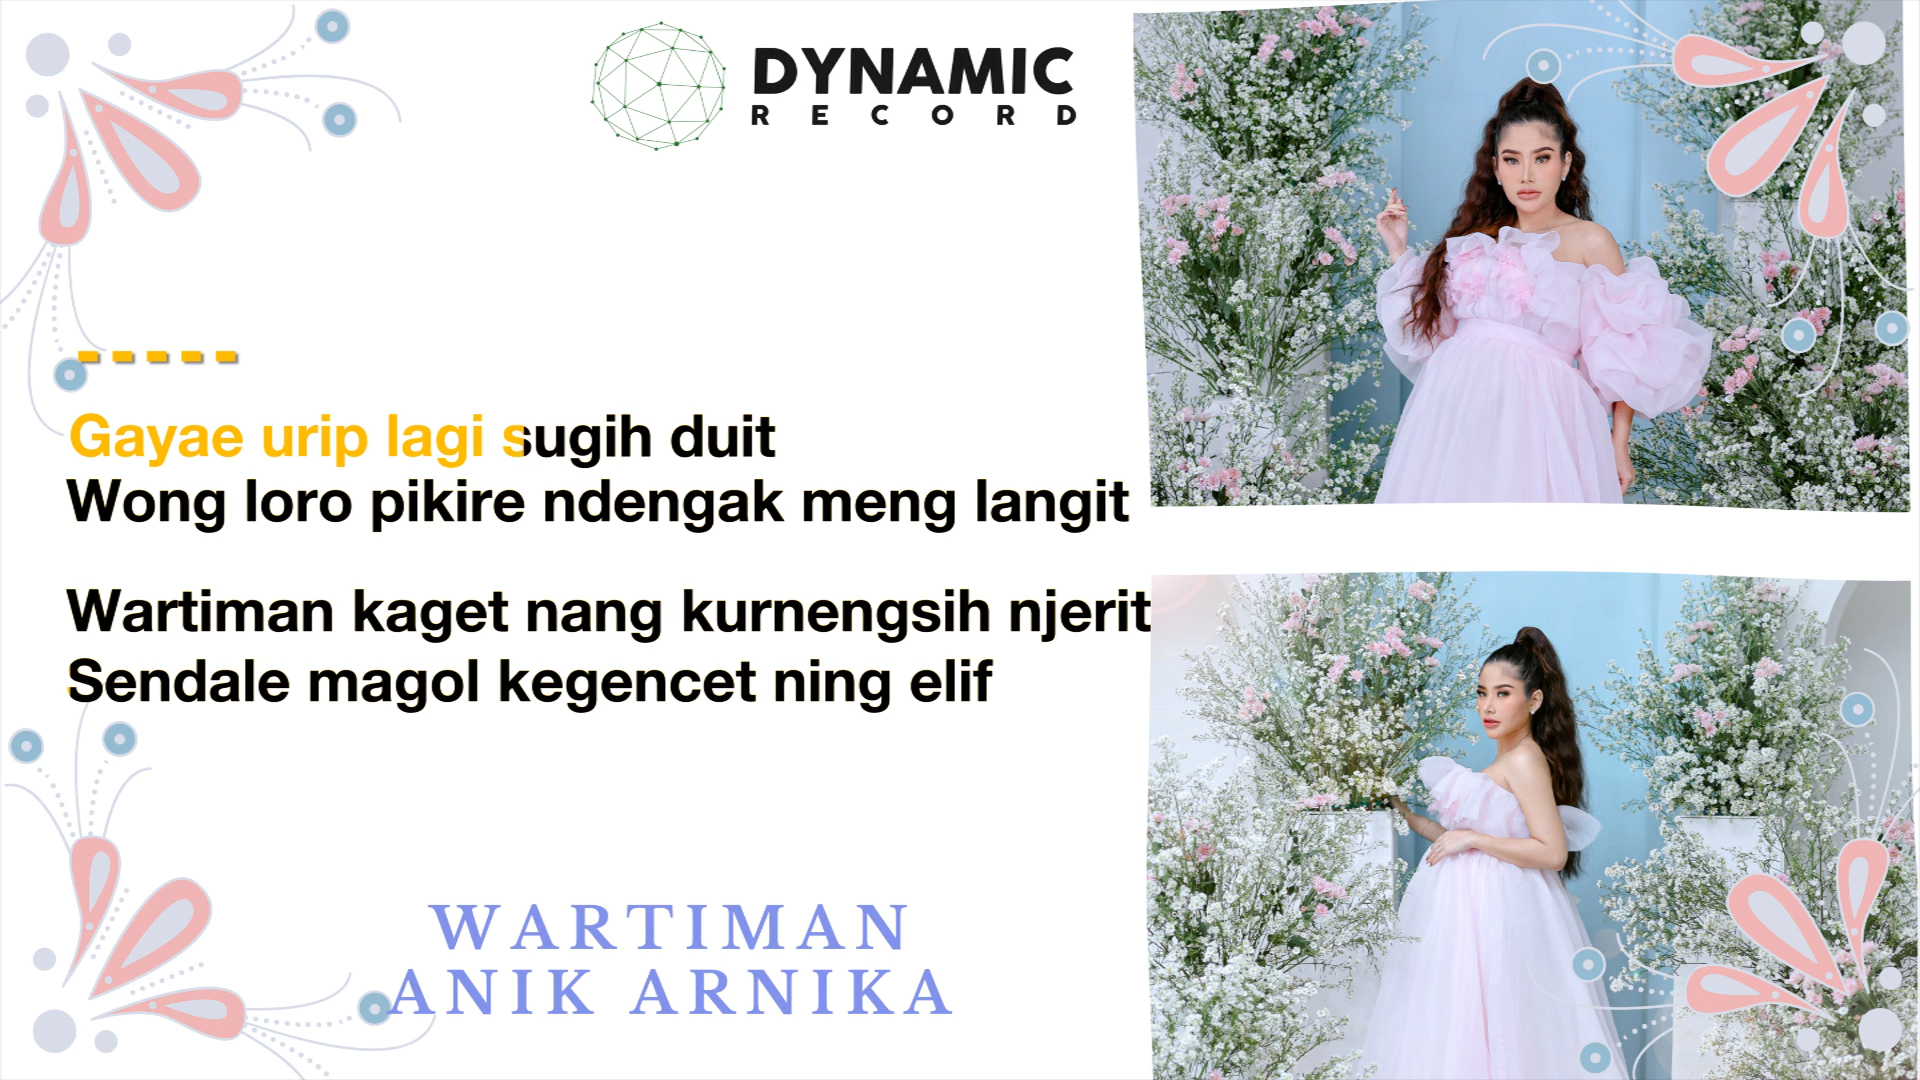 DYNAMIC
RECORD
-----
Gayae urip lagi sugih duit
Wong loro pikire ndengak meng langit
Wartiman kaget nang kurnengsih njerit
Sendale magol kegencet ning elif
WARTIMAN
ANIK ARNIKA